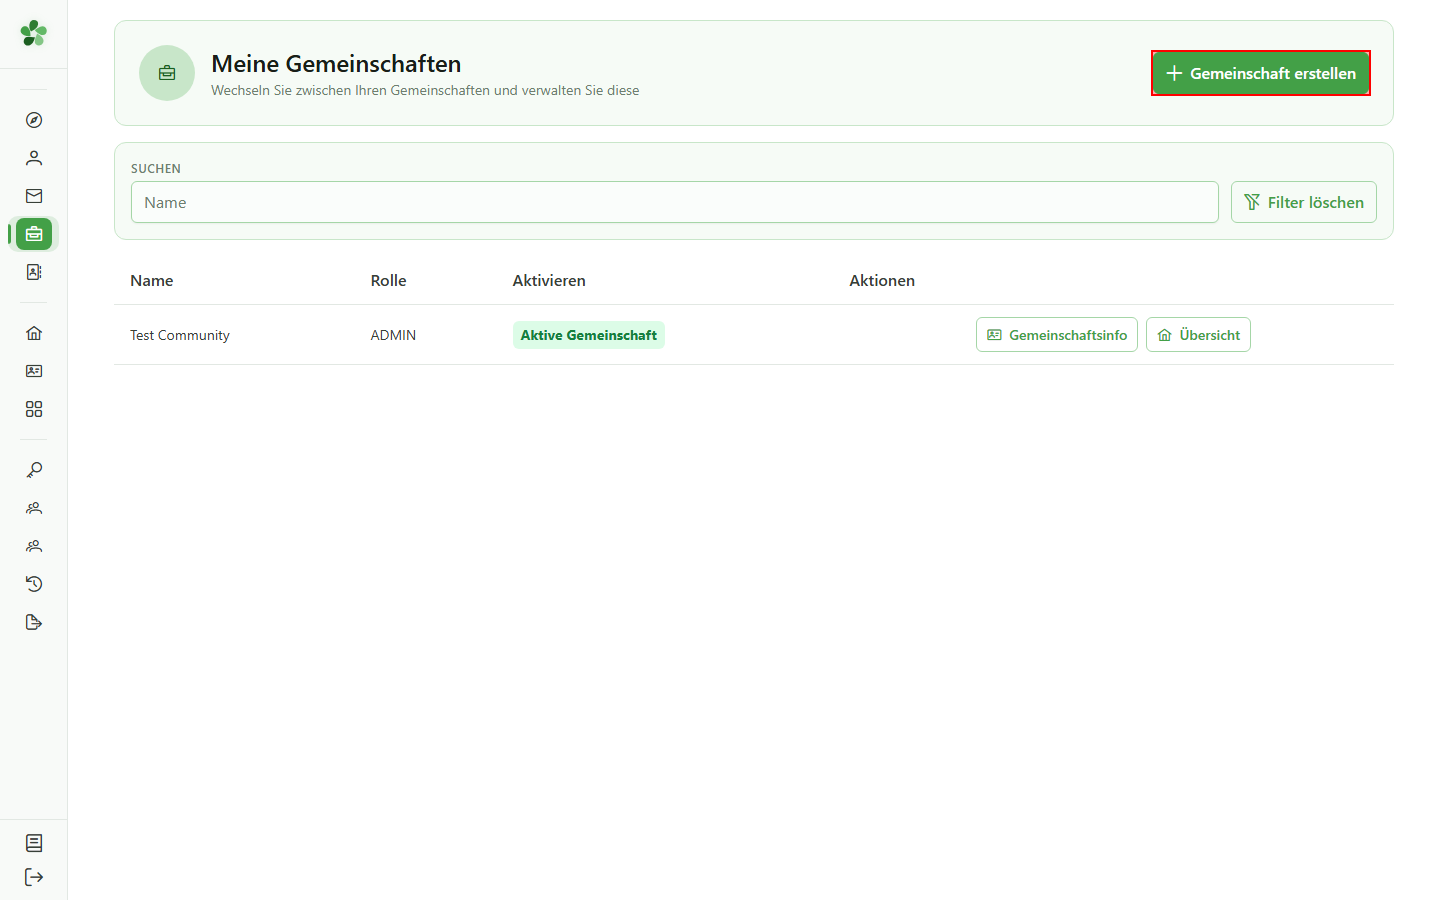 Meine Gemeinschaften
Wechseln Sie zwischen Ihren Gemeinschaften und verwalten Sie diese
Gemeinschaft erstellen
SUCHEN
Name
Filter löschen
Name Rolle Aktivieren Aktionen
Test Community ADMIN Aktive Gemeinschaft Gemeinschaftsinfo Übersicht